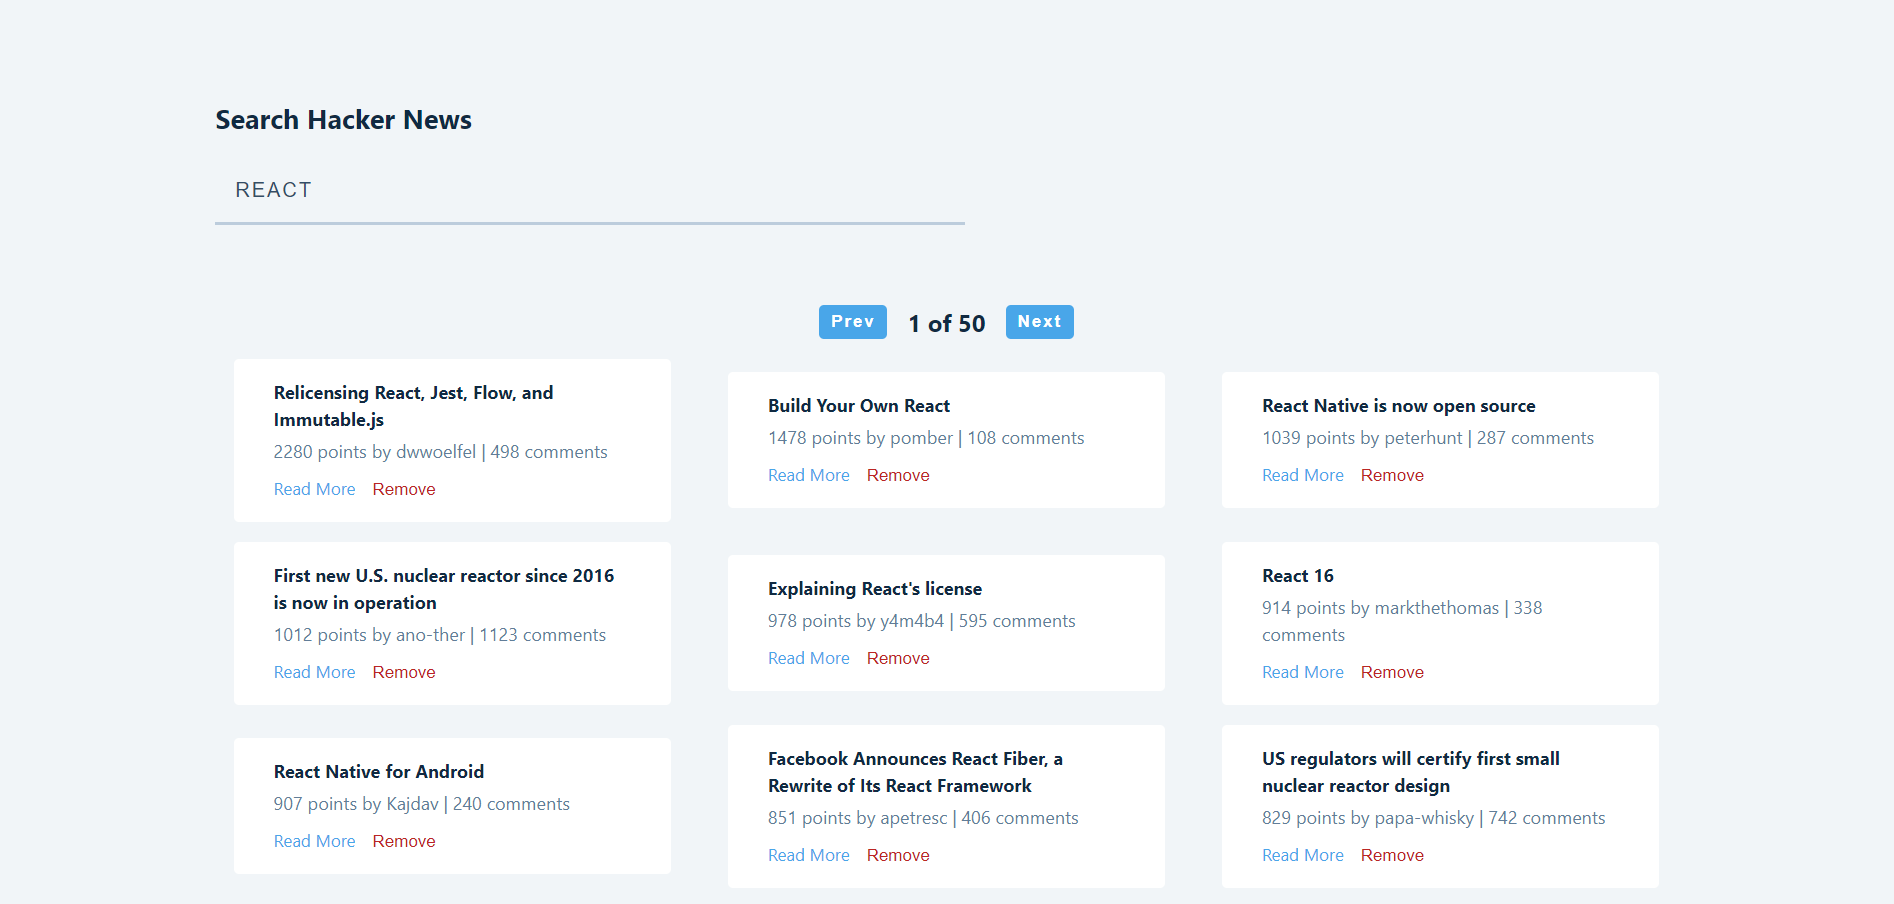 Search Hacker News
REACT
Prev 1 of 50 Next
Relicensing React, Jest, Flow, and
Immutable.js
2280 points by dwwoelfel | 498 comments
Read More Remove
Build Your Own React
1478 points by pomber | 108 comments
Read More Remove
React Native is now open source
1039 points by peterhunt | 287 comments
Read More Remove
First new U.S. nuclear reactor since 2016
is now in operation
1012 points by ano-ther | 1123 comments
Read More Remove
Explaining React's license
978 points by y4m4b4 | 595 comments
Read More Remove
React 16
914 points by markthethomas | 338
comments
Read More Remove
React Native for Android
907 points by Kajdav | 240 comments
Read More Remove
Facebook Announces React Fiber, a
Rewrite of Its React Framework
851 points by apetresc | 406 comments
Read More Remove
US regulators will certify first small
nuclear reactor design
829 points by papa-whisky | 742 comments
Read More Remove